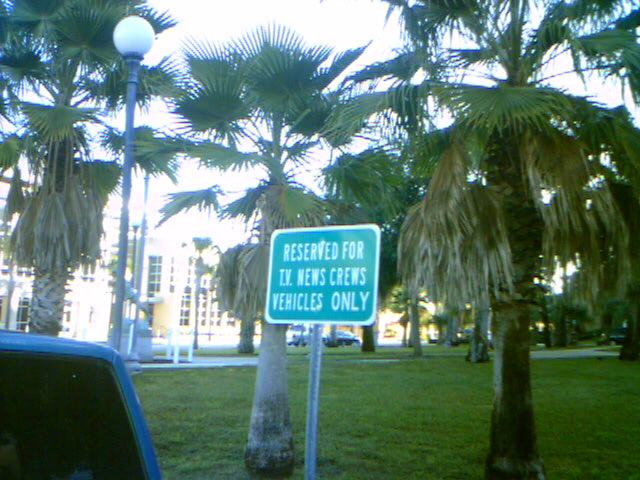 RESERVED FOR
T.V. NEWS CREWS
VEHICLES ONLY